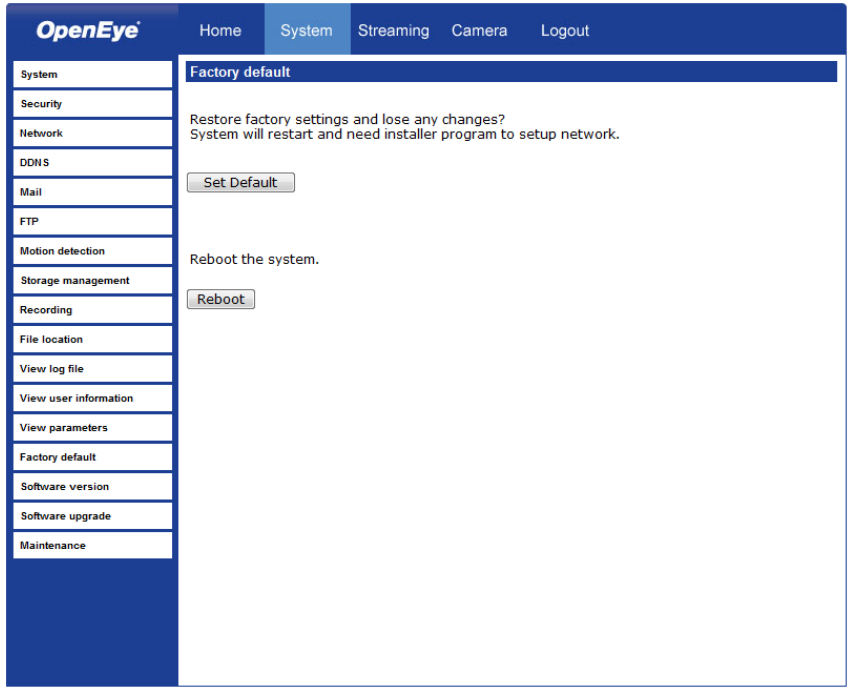 OpenEye
Home System Streaming Camera Logout
System
Security
Network
DDNS
Mail
FTP
Motion detection
Storage management
Recording
File location
View log file
View user information
View parameters
Factory default
Software version
Software upgrade
Maintenance
Factory default
Restore factory settings and lose any changes?
System will restart and need installer program to setup network.
Set Default
Reboot the system.
Reboot